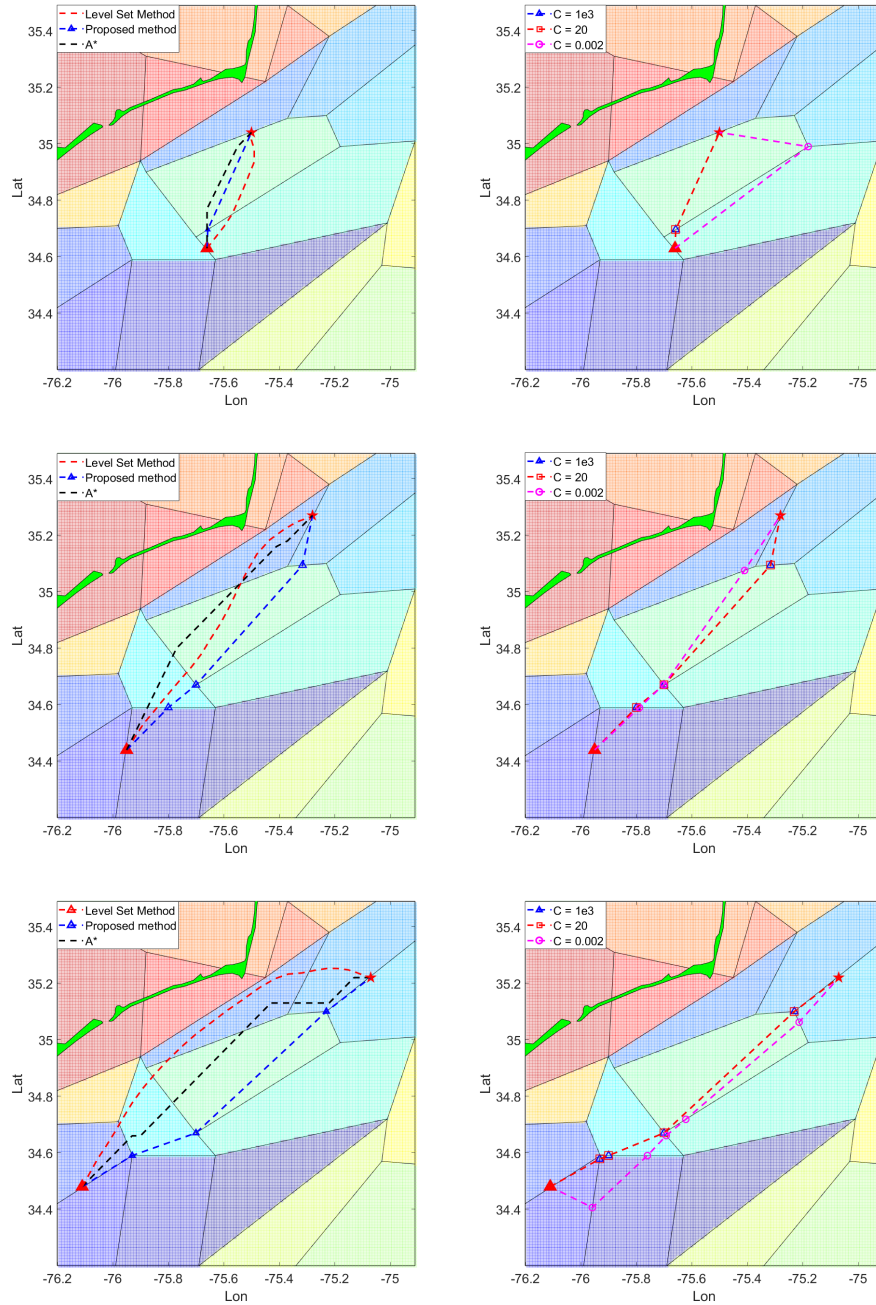 Level Set Method
Proposed method
A*
35.4
35.2
35
34.8
34.6
34.4
Lat
-76.2
-76
-75.8
-75.6
-75.4
-75.2
-75
Lon
C = 1e3
C = 20
C = 0.002
35.4
35.2
35
34.8
34.6
34.4
Lat
-76.2
-76
-75.8
-75.6
-75.4
-75.2
-75
Lon
Level Set Method
Proposed method
A*
35.4
35.2
35
34.8
34.6
34.4
Lat
-76.2
-76
-75.8
-75.6
-75.4
-75.2
-75
Lon
C = 1e3
C = 20
C = 0.002
35.4
35.2
35
34.8
34.6
34.4
Lat
-76.2
-76
-75.8
-75.6
-75.4
-75.2
-75
Lon
Level Set Method
Proposed method
A*
35.4
35.2
35
34.8
34.6
34.4
Lat
-76.2
-76
-75.8
-75.6
-75.4
-75.2
-75
Lon
C = 1e3
C = 20
C = 0.002
35.4
35.2
35
34.8
34.6
34.4
Lat
-76.2
-76
-75.8
-75.6
-75.4
-75.2
-75
Lon